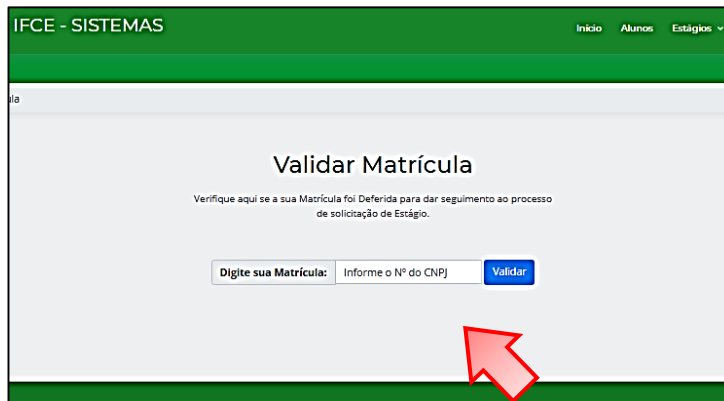 IFCE - SISTEMAS
Início Alunos Estágios
ula
Validar Matrícula
Verifique aqui se a sua Matrícula foi Deferida para dar seguimento ao processo
de solicitação de Estágio.
Digite sua Matrícula: Informe o Nº do CNPJ Validar